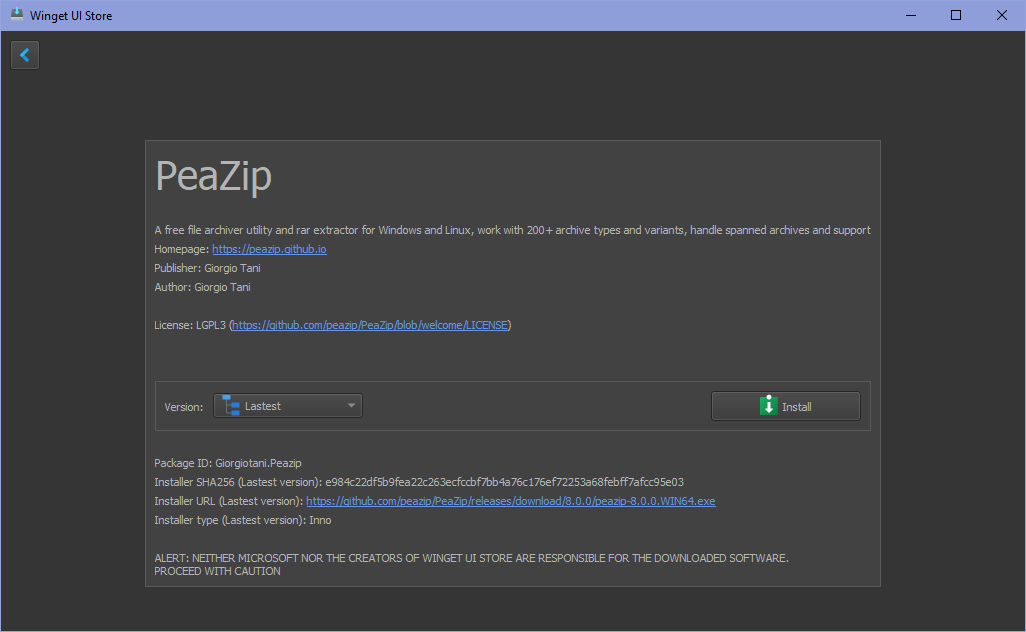 Winget UI Store
PeaZip
A free file archiver utility and rar extractor for Windows and Linux, work with 200+ archive types and variants, handle spanned archives and support
Homepage: https://peazip.github.io
Publisher: Giorgio Tani
Author: Giorgio Tani
License: LGPL3 (https://github.com/peazip/PeaZip/blob/welcome/LICENSE)
Version: Lastest Install
Package ID: Giorgiotani.Peazip
Installer SHA256 (Lastest version): e984c22df5b9fea22c263ecfccbf7bb4a76c176ef72253a68febff7afcc95e03
Installer URL (Lastest version): https://github.com/peazip/PeaZip/releases/download/8.0.0/peazip-8.0.0.WIN64.exe
Installer type (Lastest version): Inno
ALERT: NEITHER MICROSOFT NOR THE CREATORS OF WINGET UI STORE ARE RESPONSIBLE FOR THE DOWNLOADED SOFTWARE.
PROCEED WITH CAUTION